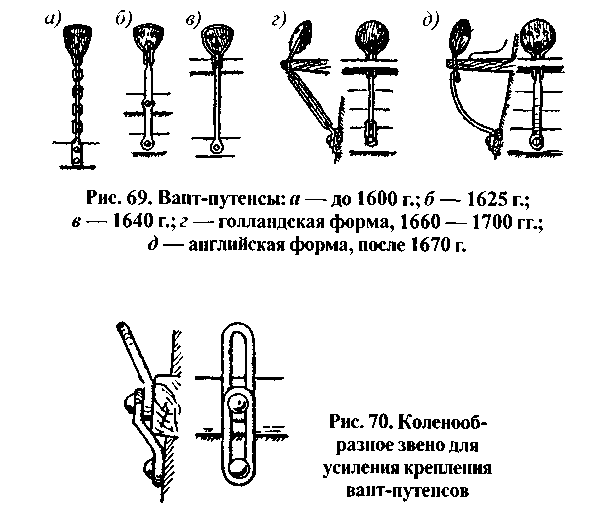 а) б) в) г) д)
Рис. 69. Вант-путенсы: а — до 1600 г.; б — 1625 г.;
в — 1640 г.; г — голландская форма, 1660 — 1700 гг.;
д — английская форма, после 1670 г.
Рис. 70. Коленооб-
разное звено для
усиления крепления
вант-путенсов